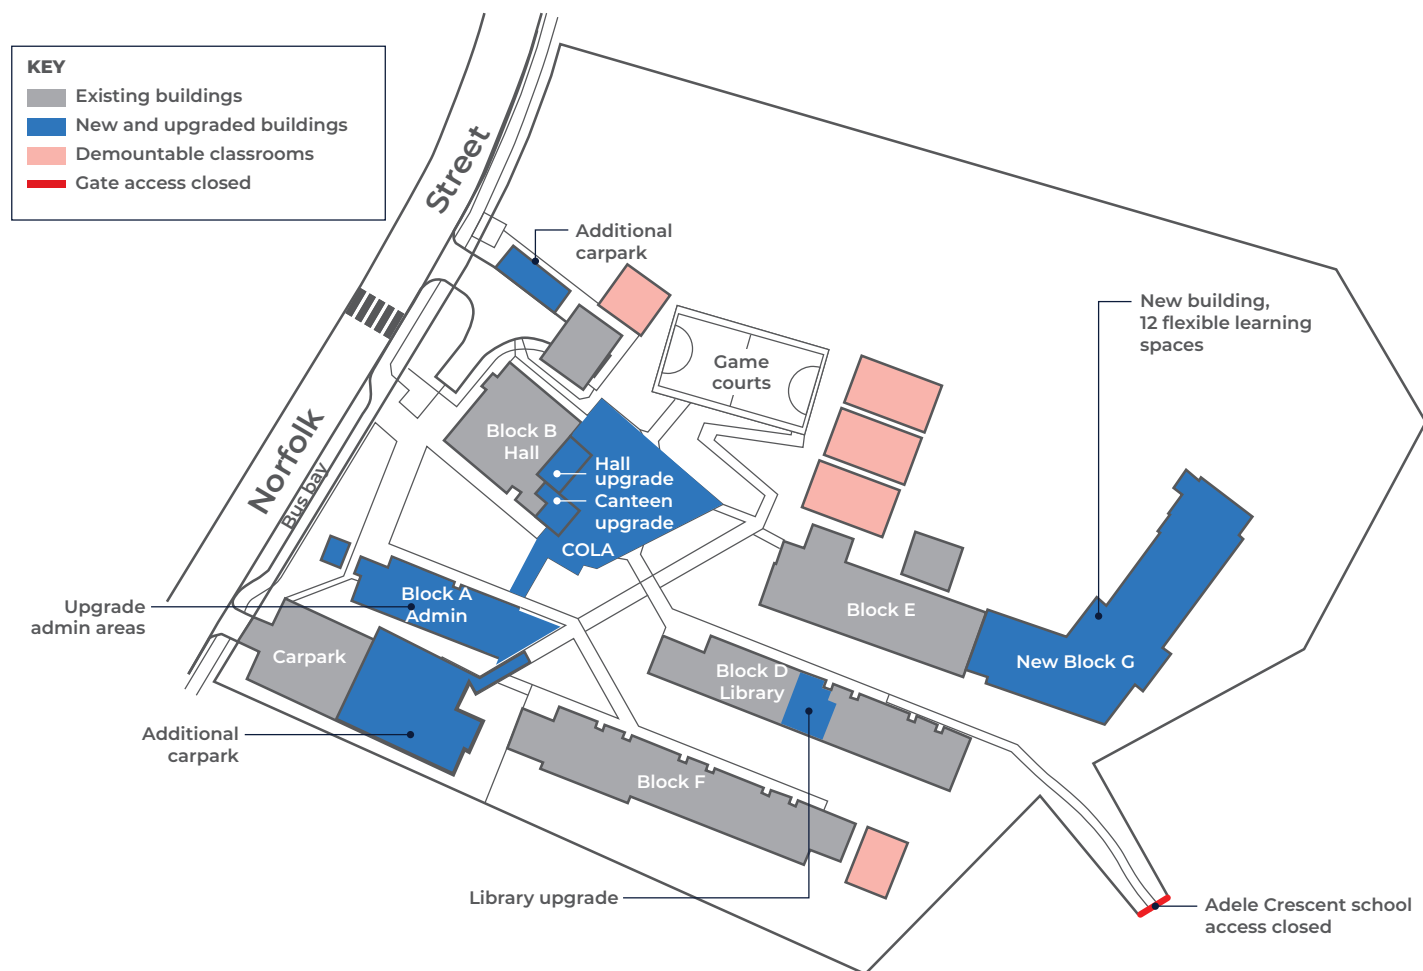 KEY
Existing buildings
New and upgraded buildings
Demountable classrooms
Gate access closed
Norfolk
Street
Bus bay
Additional
carpark
Game
courts
New building,
12 flexible learning
spaces
Block B
Hall
Hall
upgrade
Canteen
upgrade
COLA
Block A
Admin
Upgrade
admin areas
Block E
Carpark
Block D
Library
New Block G
Additional
carpark
Block F
Library upgrade
Adele Crescent school
access closed